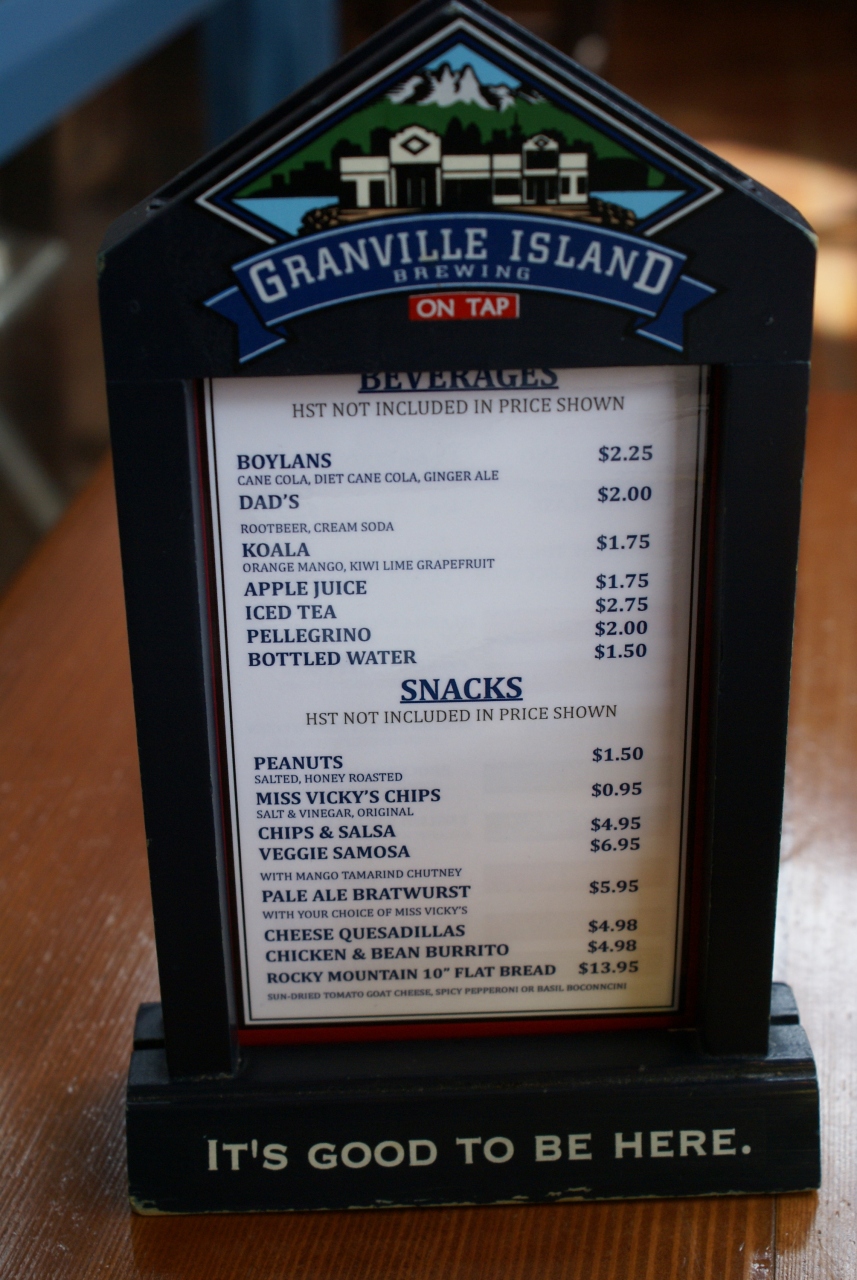 GRANVILLE ISLAND
BREWING
ON TAP
BEVERAGES
HST NOT INCLUDED IN PRICE SHOWN
BOYLANS $2.25
CANE COLA, DIET CANE COLA, GINGER ALE
DAD'S $2.00
ROOTBEER, CREAM SODA
KOALA $1.75
ORANGE MANGO, KIWI LIME GRAPEFRUIT
APPLE JUICE $1.75
ICED TEA $2.75
PELLEGRINO $2.00
BOTTLED WATER $1.50
SNACKS
HST NOT INCLUDED IN PRICE SHOWN
PEANUTS $1.50
SALTED, HONEY ROASTED
MISS VICKY'S CHIPS $0.95
SALT & VINEGAR, ORIGINAL
CHIPS & SALSA $4.95
VEGGIE SAMOSA $6.95
WITH MANGO TAMARIND CHUTNEY
PALE ALE BRATWURST $5.95
WITH YOUR CHOICE OF MISS VICKY'S
CHEESE QUESADILLAS $4.98
CHICKEN & BEAN BURRITO $4.98
ROCKY MOUNTAIN 10" FLAT BREAD $13.95
SUN-DRIED TOMATO GOAT CHEESE, SPICY PEPPERONI OR BASIL BOCONNCINI
IT'S GOOD TO BE HERE.